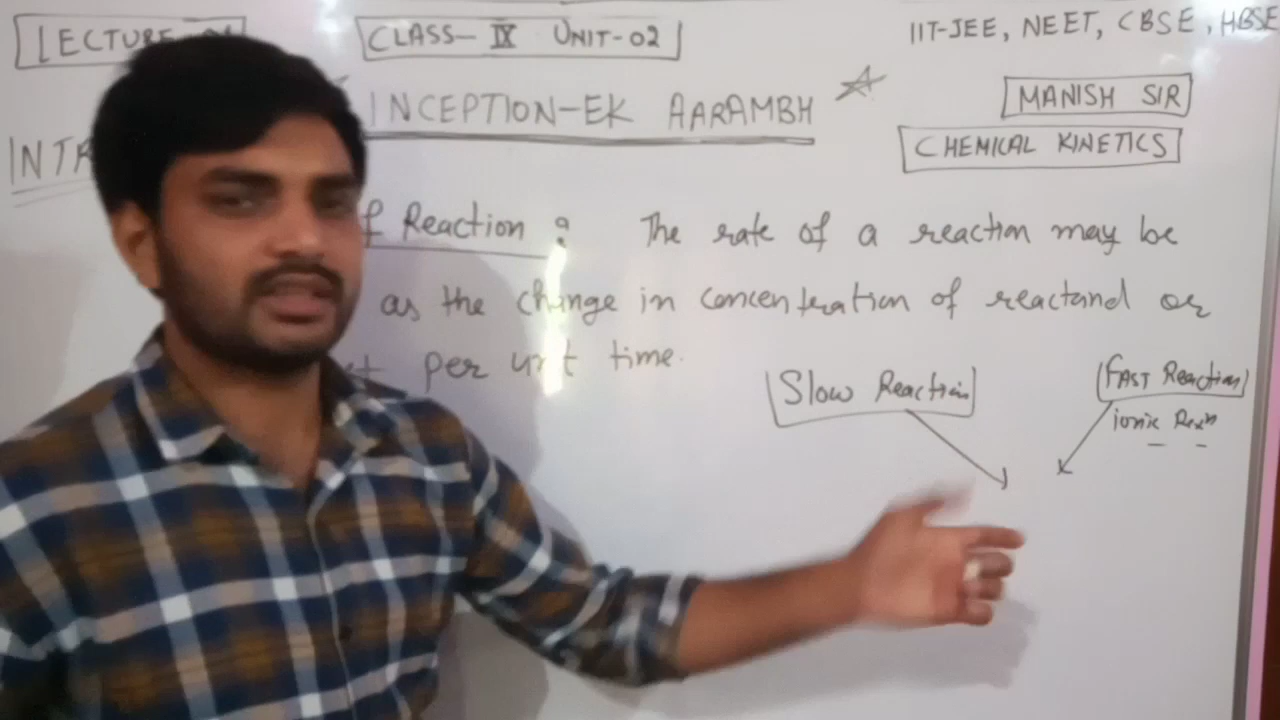 LECTURE
CLASS- IX UNIT-02
IIT-JEE, NEET, CBSE, HBSE
INCEPTION-EK AARAMBH
MANISH SIR
CHEMICAL KINETICS
INTR
f Reaction : The rate of a reaction may be
as the change in concentration of reactand or
per unit time.
Slow Reaction
FAST Reaction
ionic Rexn